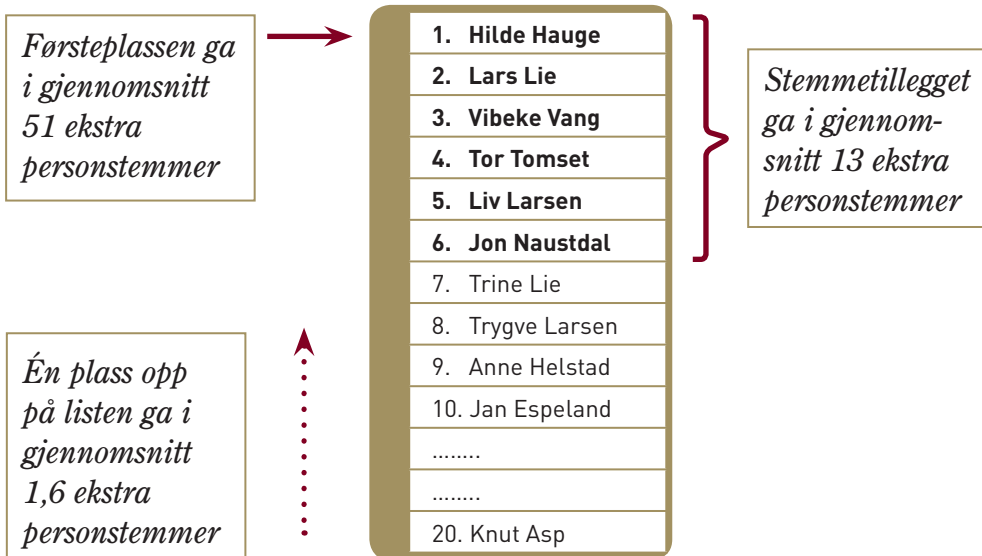 Førsteplassen ga
i gjennomsnitt
51 ekstra
personstemmer
Én plass opp
på listen ga i
gjennomsnitt
1,6 ekstra
personstemmer
1. Hilde Hauge
2. Lars Lie
3. Vibeke Vang
4. Tor Tomset
5. Liv Larsen
6. Jon Naustdal
7. Trine Lie
8. Trygve Larsen
9. Anne Helstad
10. Jan Espeland
........
........
20. Knut Asp
Stemmetillegget
ga i gjennom-
snitt 13 ekstra
personstemmer